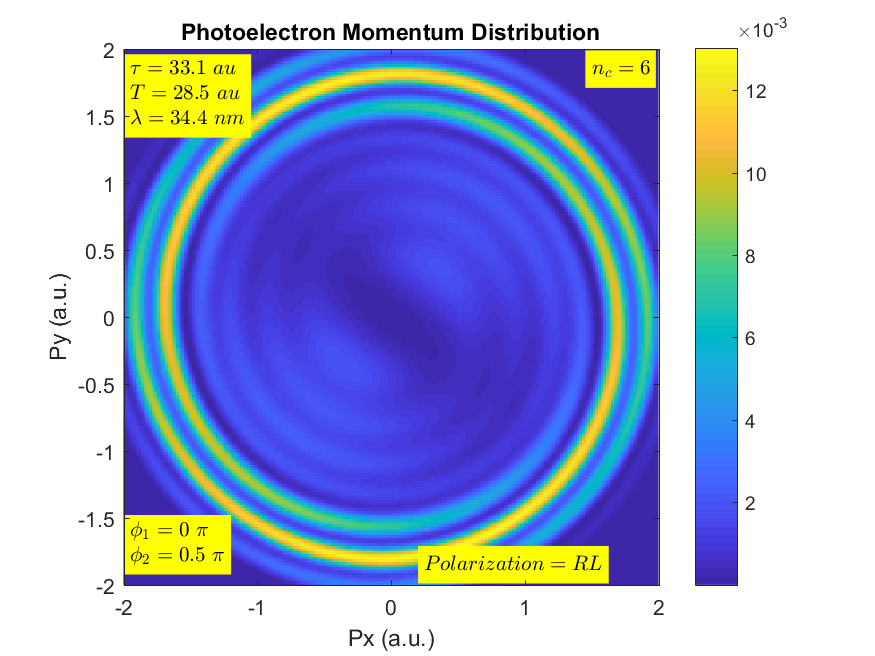 Photoelectron Momentum Distribution
×10⁻³
τ = 33.1 au
T = 28.5 au
λ = 34.4 nm
n_c = 6
ϕ₁ = 0 π
ϕ₂ = 0.5 π
Polarization = RL
2
1.5
1
0.5
0
-0.5
-1
-1.5
-2
Py (a.u.)
-2
-1
0
1
2
Px (a.u.)
12
10
8
6
4
2